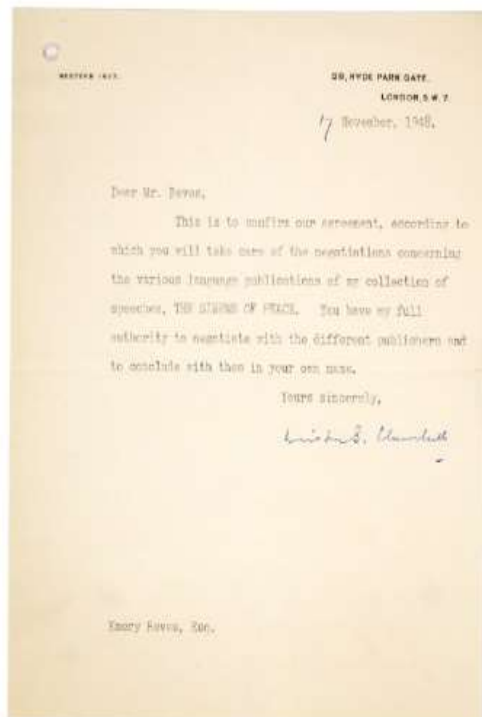 WESTERN 1617.
28, HYDE PARK GATE,
LONDON, S.W. 7.
17 November, 1948.
Dear Mr. Reves,
This is to confirm our agreement, according to
which you will take care of the negotiations concerning
the various language publications of my collection of
speeches, THE SINEWS OF PEACE. You have my full
authority to negotiate with the different publishers and
to conclude with them in your own name.
Yours sincerely,
Winston S. Churchill
Emery Reves, Esq.